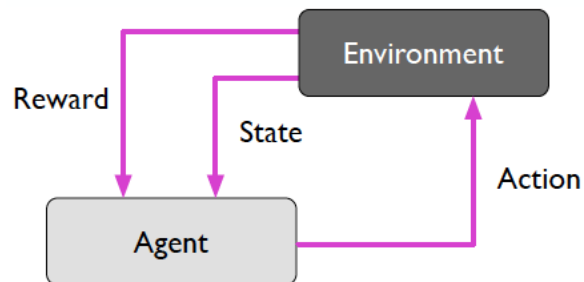 Environment
Reward
State
Action
Agent